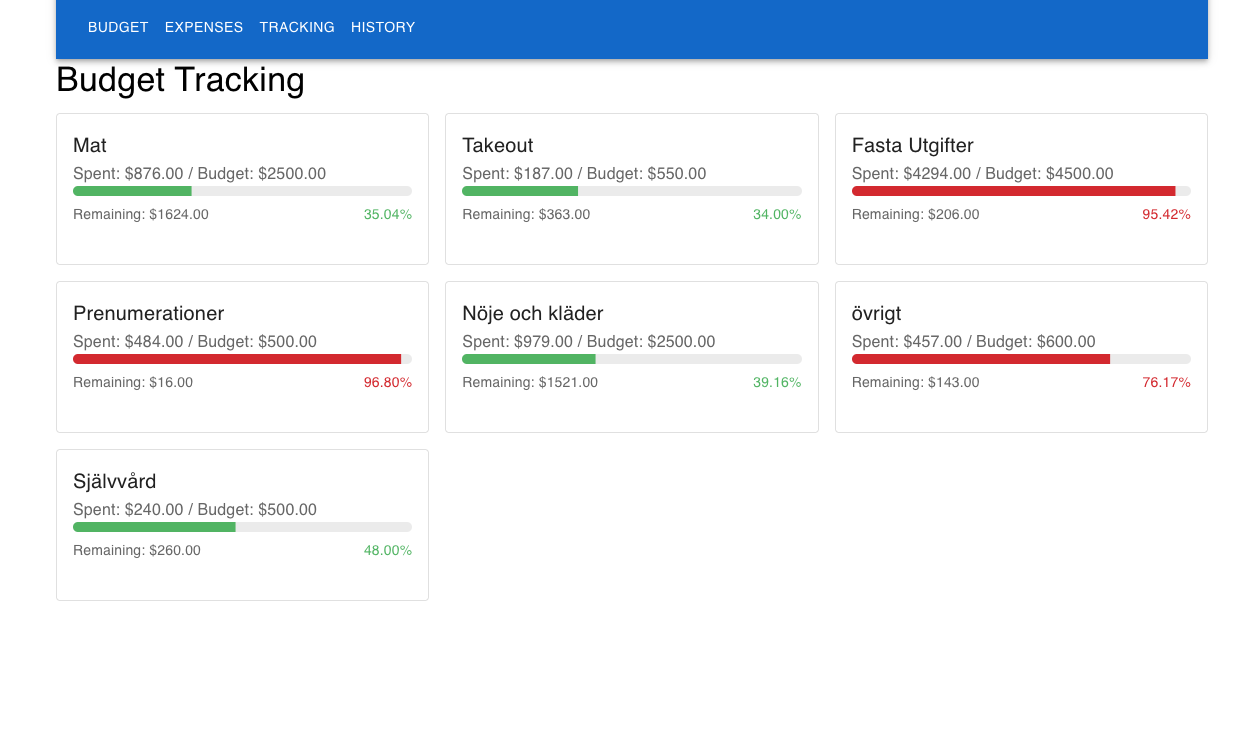 BUDGET EXPENSES TRACKING HISTORY
Budget Tracking
Mat
Spent: $876.00 / Budget: $2500.00
Remaining: $1624.00 35.04%
Takeout
Spent: $187.00 / Budget: $550.00
Remaining: $363.00 34.00%
Fasta Utgifter
Spent: $4294.00 / Budget: $4500.00
Remaining: $206.00 95.42%
Prenumerationer
Spent: $484.00 / Budget: $500.00
Remaining: $16.00 96.80%
Nöje och kläder
Spent: $979.00 / Budget: $2500.00
Remaining: $1521.00 39.16%
övrigt
Spent: $457.00 / Budget: $600.00
Remaining: $143.00 76.17%
Självvård
Spent: $240.00 / Budget: $500.00
Remaining: $260.00 48.00%